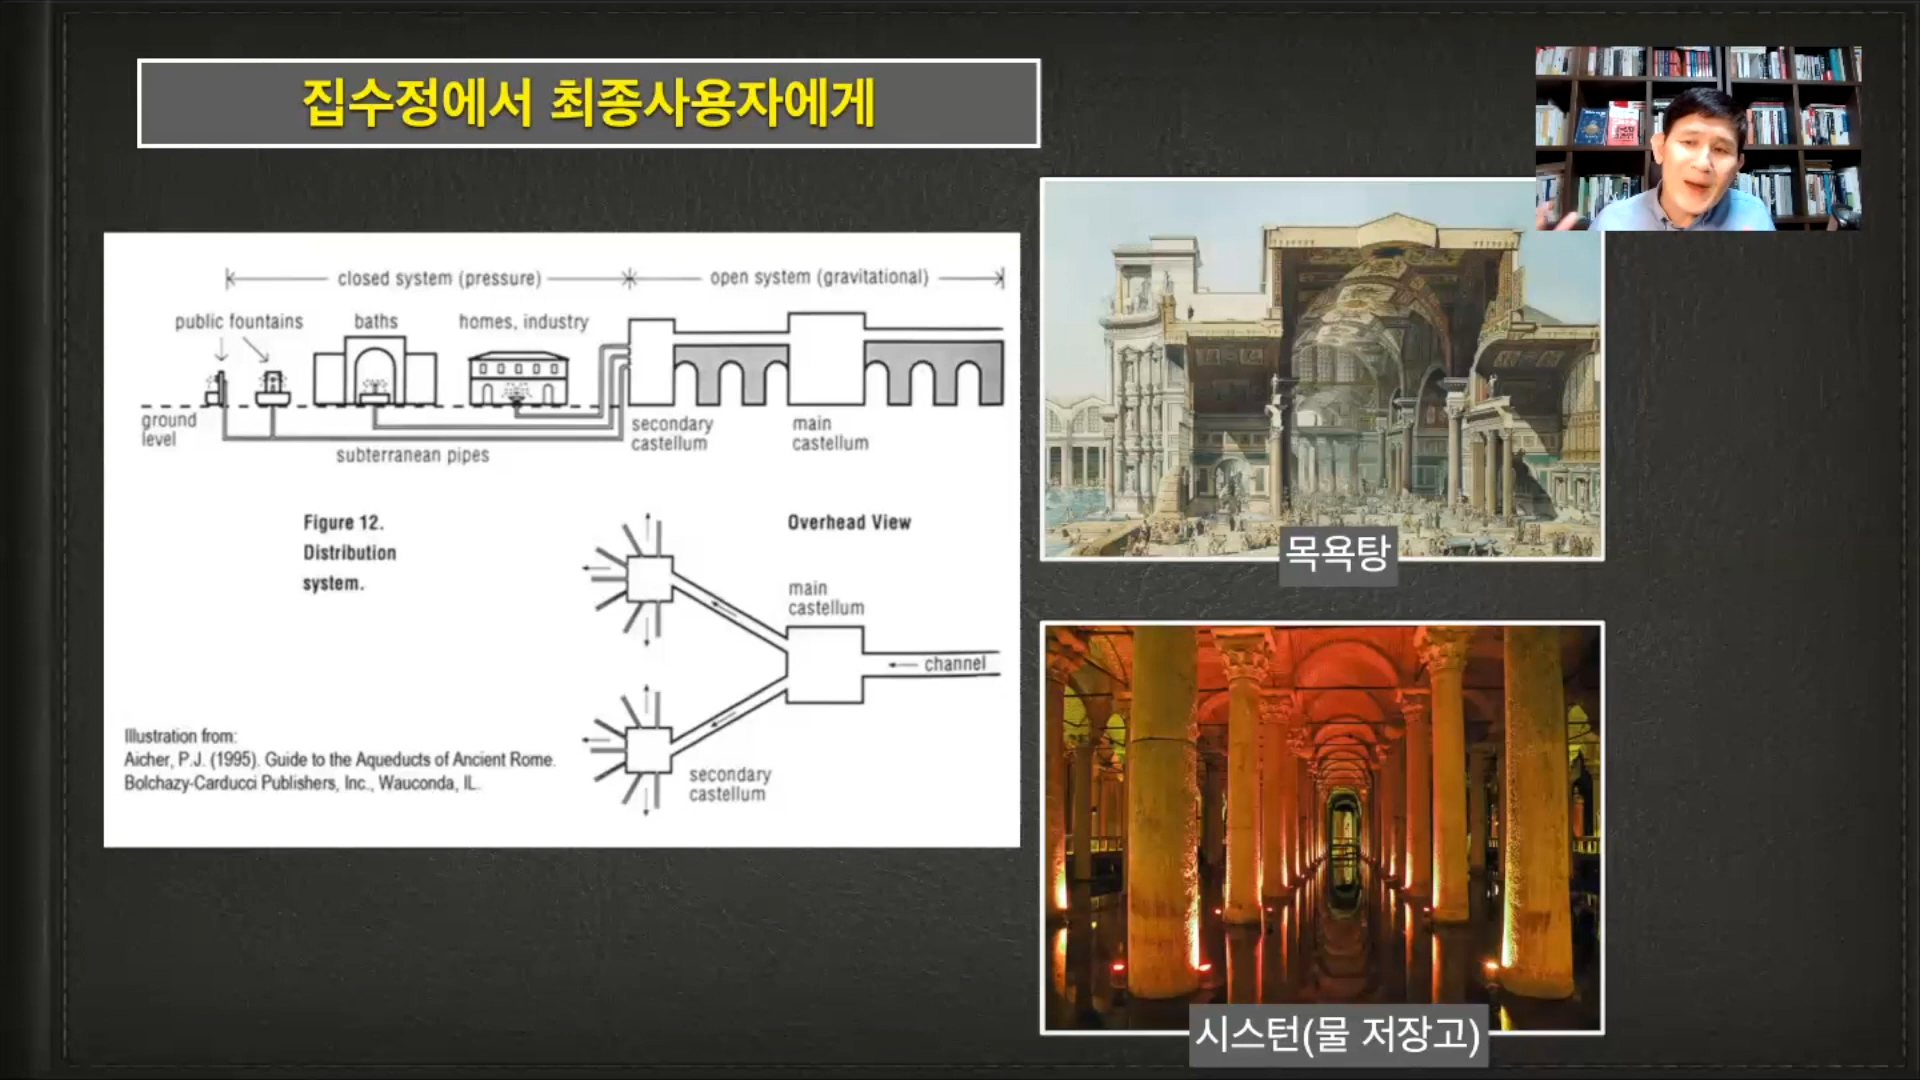 집수정에서 최종사용자에게
closed system (pressure)
open system (gravitational)
public fountains
baths
homes, industry
ground
level
subterranean pipes
secondary
castellum
main
castellum
Figure 12.
Distribution
system.
Overhead View
main
castellum
channel
secondary
castellum
Illustration from:
Aicher, P.J. (1995). Guide to the Aqueducts of Ancient Rome.
Bolchazy-Carducci Publishers, Inc., Wauconda, IL.
목욕탕
시스턴(물 저장고)